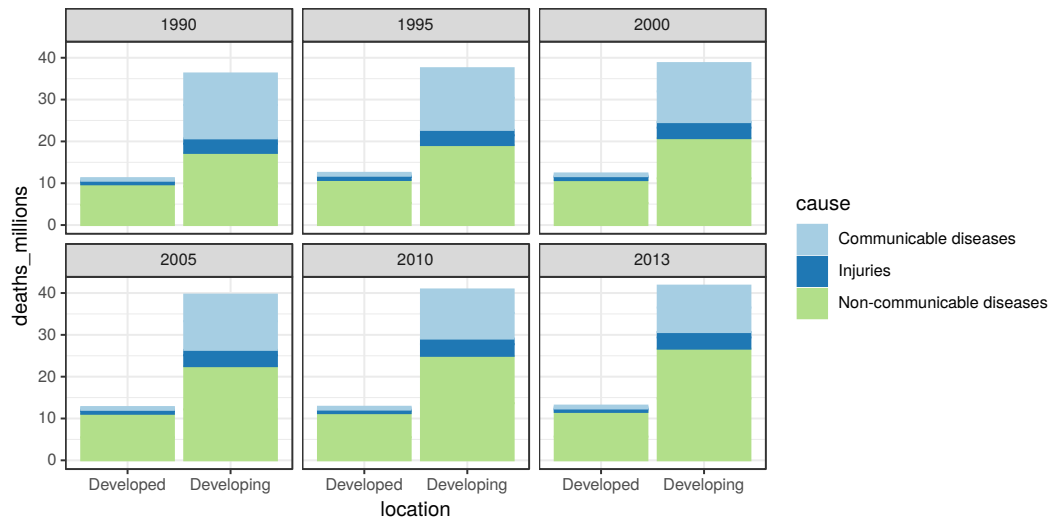 1990 1995 2000
40
30
20
10
0
2005 2010 2013
40
30
20
10
0
Developed Developing Developed Developing Developed Developing
location
deaths_millions
cause
Communicable diseases
Injuries
Non-communicable diseases